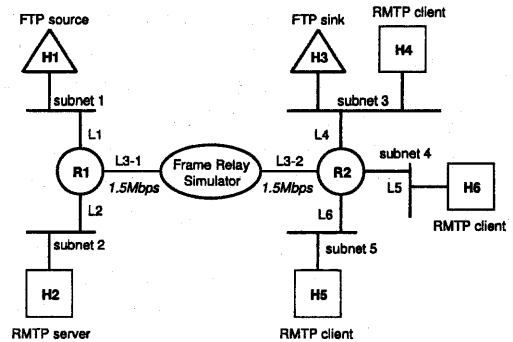 FTP source
H1
subnet 1
L1
R1
L3-1
1.5Mbps
Frame Relay
Simulator
L3-2
1.5Mbps
L2
subnet 2
H2
RMTP server
FTP sink
H3
RMTP client
H4
subnet 3
L4
R2
subnet 4
L5
H6
RMTP client
L6
subnet 5
H5
RMTP client